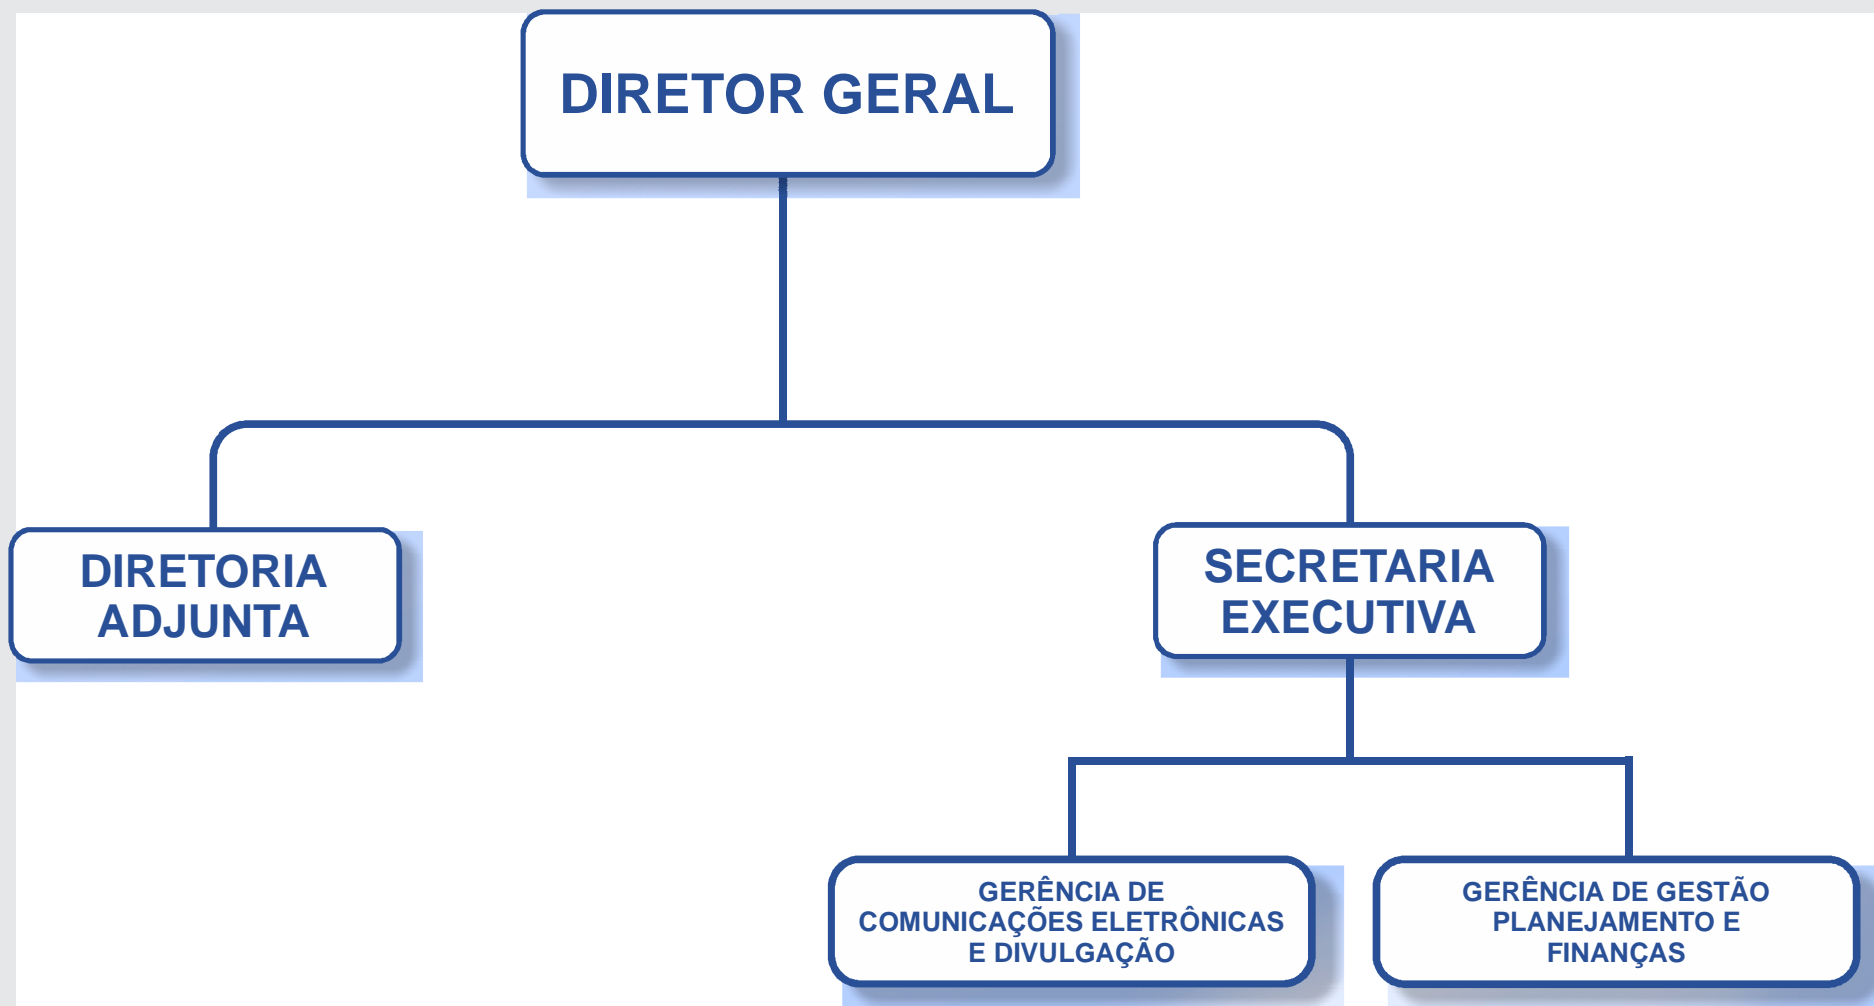 DIRETOR GERAL
DIRETORIA
ADJUNTA
SECRETARIA
EXECUTIVA
GERÊNCIA DE
COMUNICAÇÕES ELETRÔNICAS
E DIVULGAÇÃO
GERÊNCIA DE GESTÃO
PLANEJAMENTO E
FINANÇAS